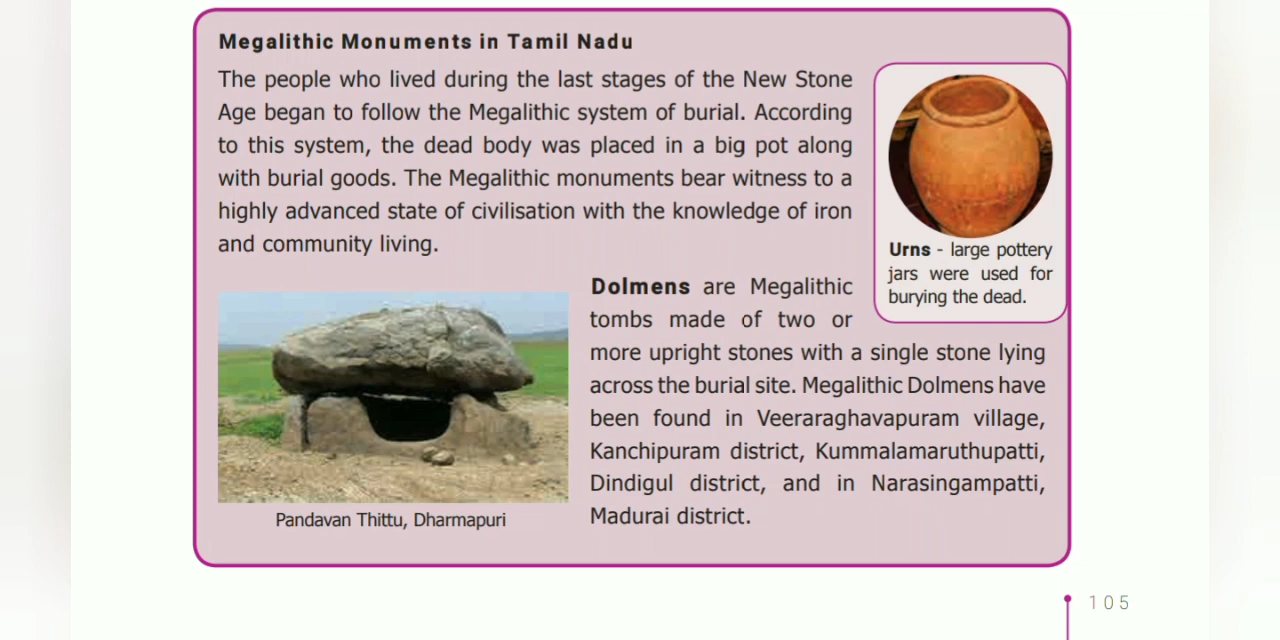 Megalithic Monuments in Tamil Nadu
The people who lived during the last stages of the New Stone
Age began to follow the Megalithic system of burial. According
to this system, the dead body was placed in a big pot along
with burial goods. The Megalithic monuments bear witness to a
highly advanced state of civilisation with the knowledge of iron
and community living.
Urns - large pottery
jars were used for
burying the dead.
Dolmens are Megalithic
tombs made of two or
more upright stones with a single stone lying
across the burial site. Megalithic Dolmens have
been found in Veeraraghavapuram village,
Kanchipuram district, Kummalamaruthupatti,
Dindigul district, and in Narasingampatti,
Madurai district.
Pandavan Thittu, Dharmapuri
105